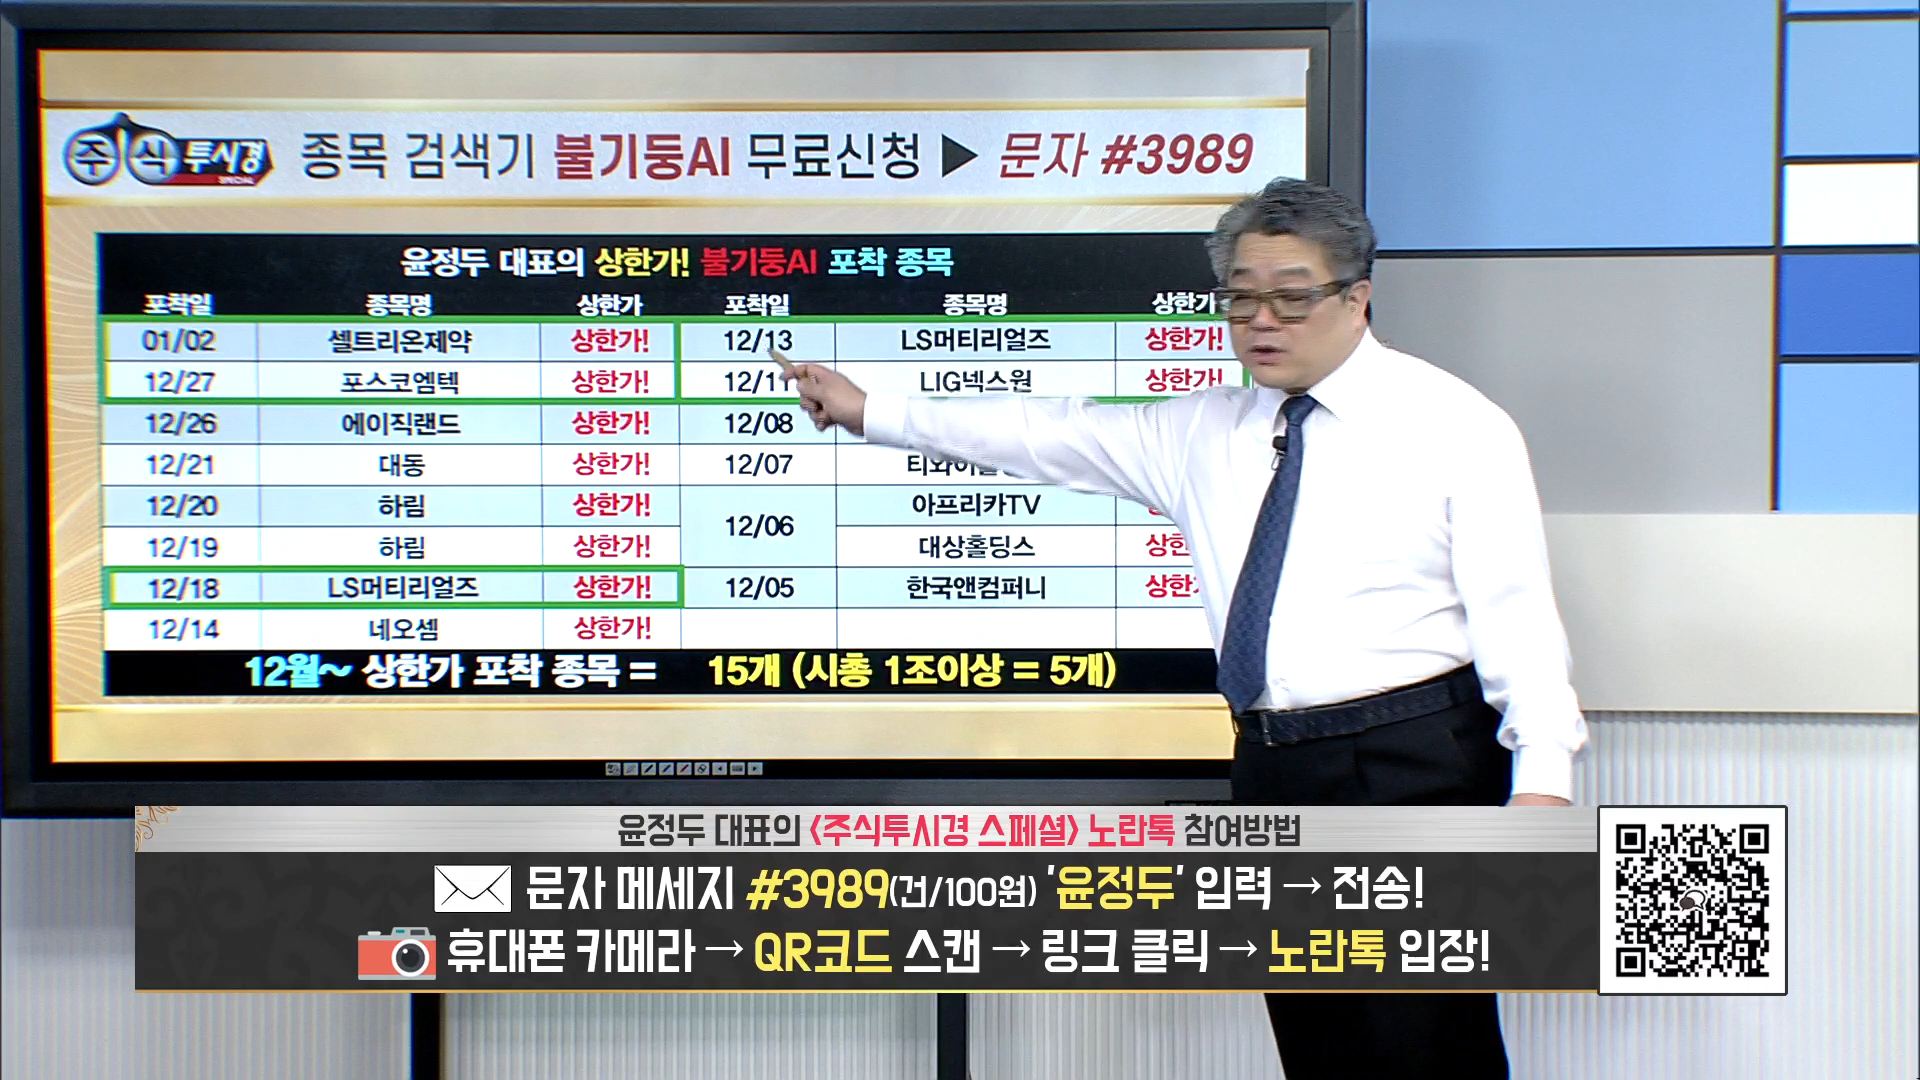 주식투시경 SPECIAL 종목 검색기 불기둥AI 무료신청 ▶ 문자 #3989
윤정두 대표의 상한가! 불기둥AI 포착 종목
포착일 종목명 상한가 포착일 종목명 상한가
01/02 셀트리온제약 상한가! 12/13 LS머티리얼즈 상한가!
12/27 포스코엠텍 상한가! 12/11 LIG넥스원 상한가!
12/26 에이직랜드 상한가! 12/08
12/21 대동 상한가! 12/07
12/20 하림 상한가! 12/06 아프리카TV
12/19 하림 상한가! 대상홀딩스
12/18 LS머티리얼즈 상한가! 12/05 한국앤컴퍼니
12/14 네오셈 상한가!
12월~ 상한가 포착 종목 = 15개 (시총 1조이상 = 5개)
윤정두 대표의 <주식투시경 스페셜> 노란톡 참여방법
문자 메세지 #3989(건/100원) '윤정두' 입력 → 전송!
휴대폰 카메라 → QR코드 스캔 → 링크 클릭 → 노란톡 입장!